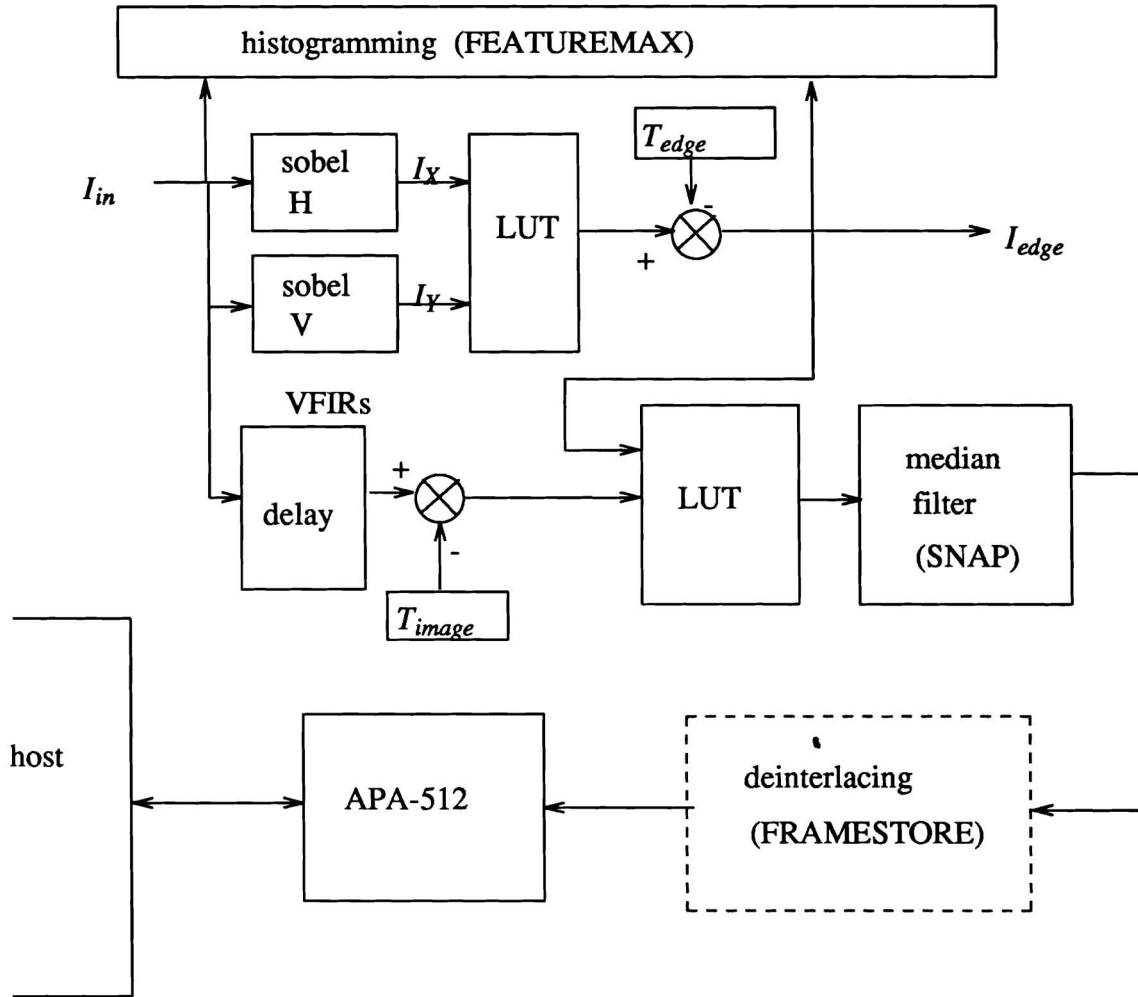 histogramming (FEATUREMAX)
T_edge
sobel
H
I_X
I_in
LUT
-
+
I_edge
sobel
V
I_Y
VFIRs
delay
+
-
T_image
LUT
median
filter
(SNAP)
host
APA-512
deinterlacing
(FRAMESTORE)